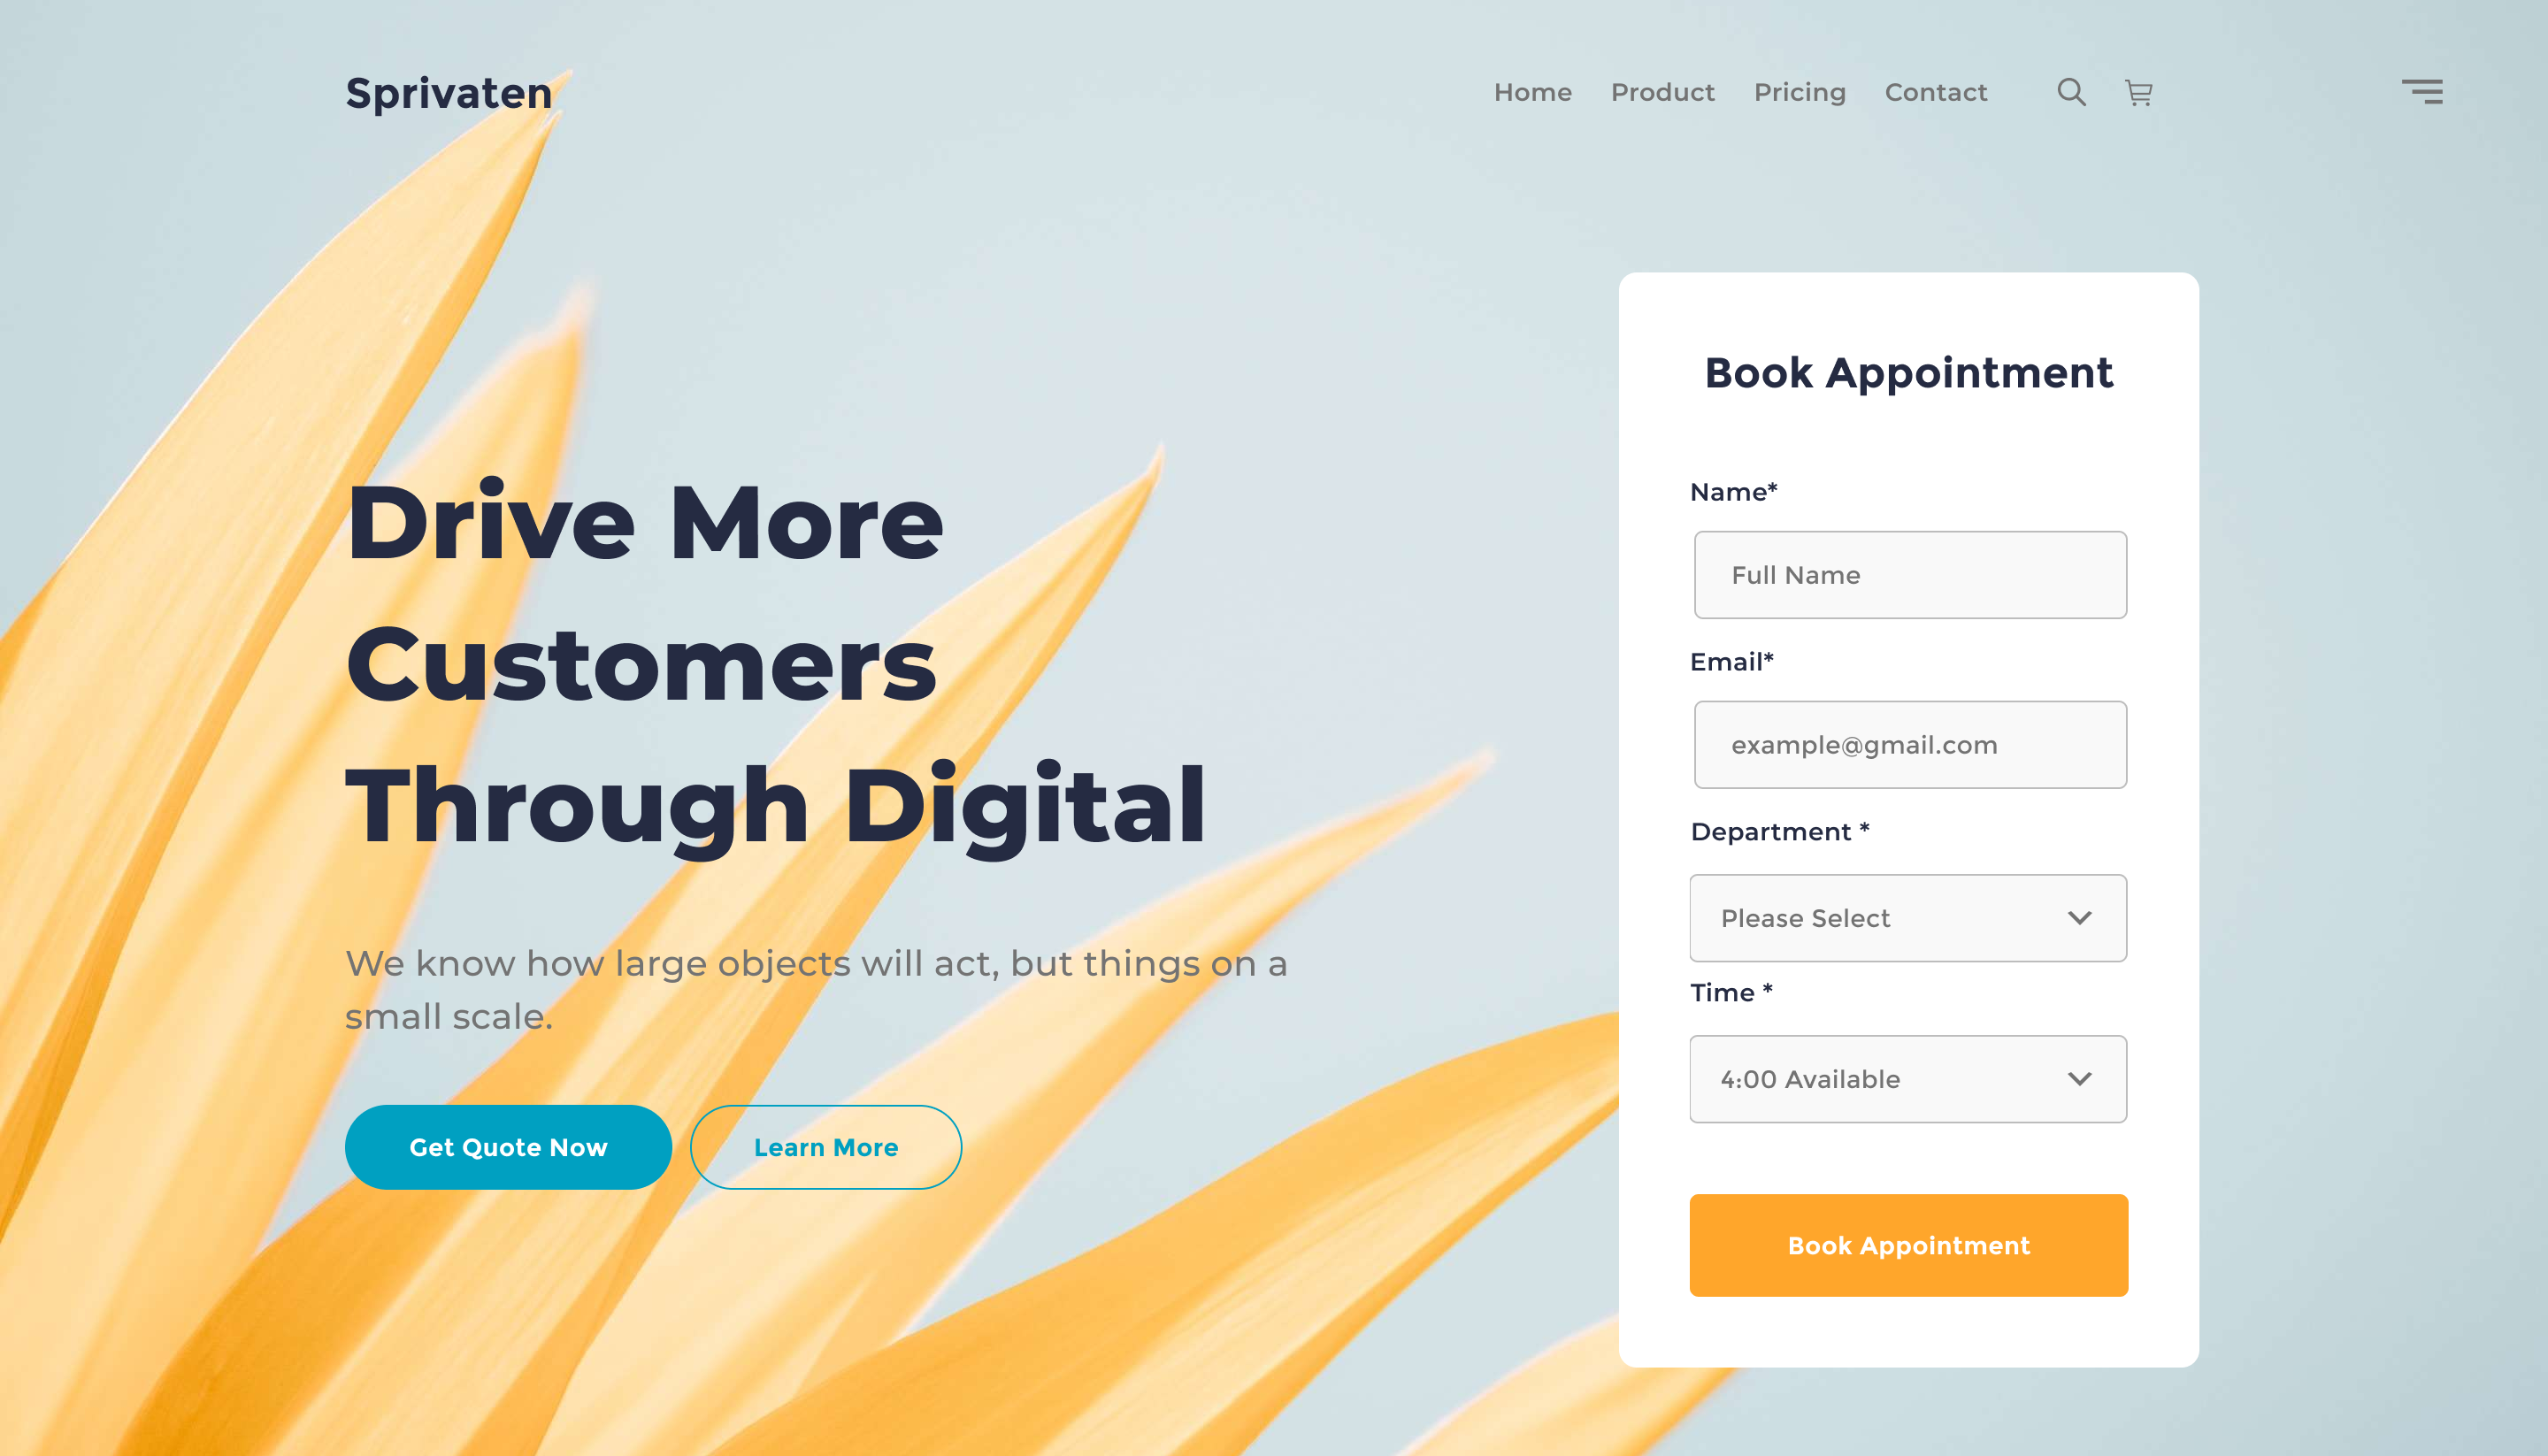 Sprivaten
Home Product Pricing Contact
Drive More
Customers
Through Digital
We know how large objects will act, but things on a
small scale.
Get Quote Now Learn More
Book Appointment
Name*
Full Name
Email*
example@gmail.com
Department *
Please Select
Time *
4:00 Available
Book Appointment